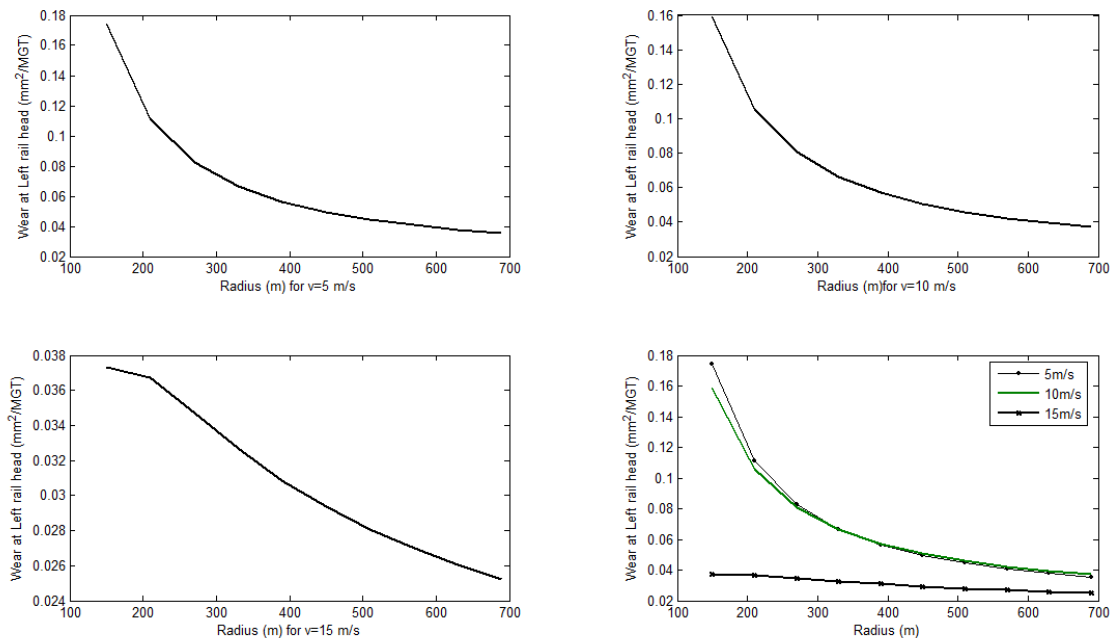 0.18
0.16
0.14
0.12
0.1
0.08
0.06
0.04
0.02
Wear at Left rail head (mm²/MGT)
100 200 300 400 500 600 700
Radius (m) for v=5 m/s
0.16
0.14
0.12
0.1
0.08
0.06
0.04
0.02
Wear at Left rail head (mm²/MGT)
100 200 300 400 500 600 700
Radius (m)for v=10 m/s
0.038
0.036
0.034
0.032
0.03
0.028
0.026
0.024
Wear at Left rail head (mm²/MGT)
100 200 300 400 500 600 700
Radius (m) for v=15 m/s
0.18
0.16
0.14
0.12
0.1
0.08
0.06
0.04
0.02
Wear at Left rail head (mm²/MGT)
5m/s
10m/s
15m/s
100 200 300 400 500 600 700
Radius (m)